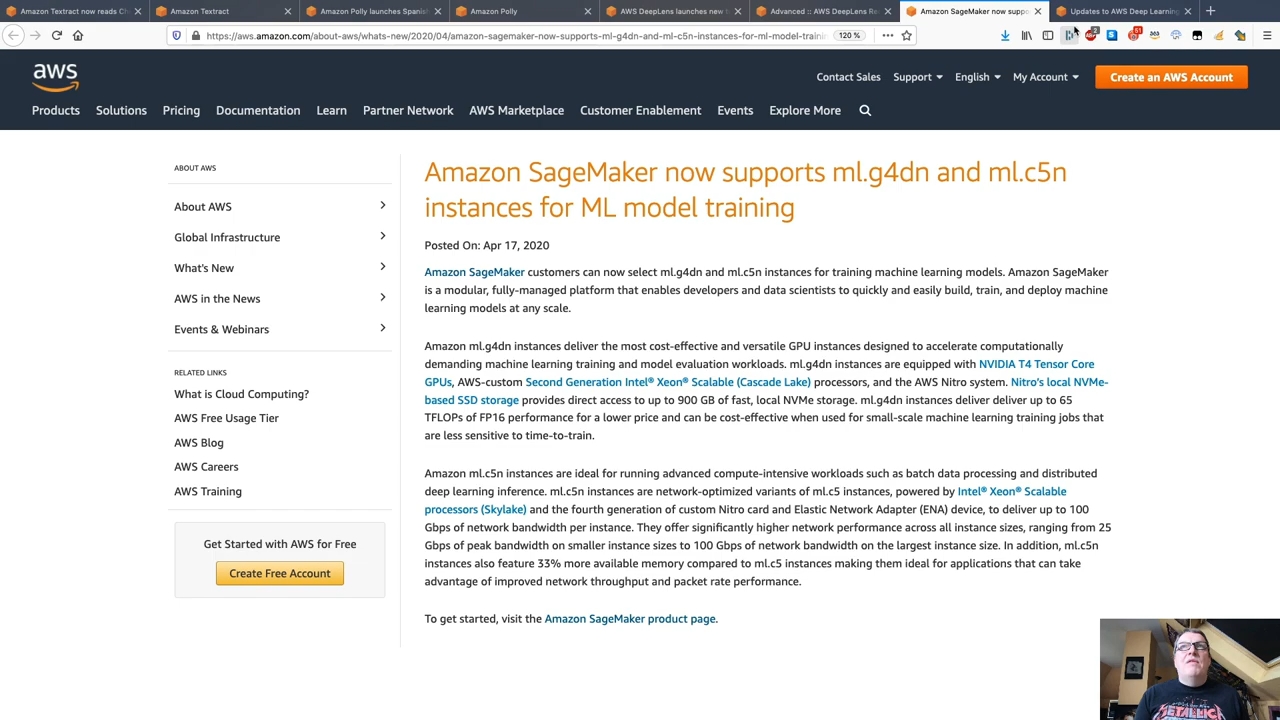 Amazon Textract now reads Ch
Amazon Textract
Amazon Polly launches Spanish
Amazon Polly
AWS DeepLens launches new t
Advanced :: AWS DeepLens Re
Amazon SageMaker now suppo
Updates to AWS Deep Learning
https://aws.amazon.com/about-aws/whats-new/2020/04/amazon-sagemaker-now-supports-ml-g4dn-and-ml-c5n-instances-for-ml-model-trainin
120 %
aws
Contact Sales
Support
English
My Account
Create an AWS Account
Products
Solutions
Pricing
Documentation
Learn
Partner Network
AWS Marketplace
Customer Enablement
Events
Explore More
ABOUT AWS
About AWS
Global Infrastructure
What's New
AWS in the News
Events & Webinars
RELATED LINKS
What is Cloud Computing?
AWS Free Usage Tier
AWS Blog
AWS Careers
AWS Training
Get Started with AWS for Free
Create Free Account
Amazon SageMaker now supports ml.g4dn and ml.c5n
instances for ML model training
Posted On: Apr 17, 2020
Amazon SageMaker customers can now select ml.g4dn and ml.c5n instances for training machine learning models. Amazon SageMaker
is a modular, fully-managed platform that enables developers and data scientists to quickly and easily build, train, and deploy machine
learning models at any scale.
Amazon ml.g4dn instances deliver the most cost-effective and versatile GPU instances designed to accelerate computationally
demanding machine learning training and model evaluation workloads. ml.g4dn instances are equipped with NVIDIA T4 Tensor Core
GPUs, AWS-custom Second Generation Intel® Xeon® Scalable (Cascade Lake) processors, and the AWS Nitro system. Nitro's local NVMe-
based SSD storage provides direct access to up to 900 GB of fast, local NVMe storage. ml.g4dn instances deliver deliver up to 65
TFLOPs of FP16 performance for a lower price and can be cost-effective when used for small-scale machine learning training jobs that
are less sensitive to time-to-train.
Amazon ml.c5n instances are ideal for running advanced compute-intensive workloads such as batch data processing and distributed
deep learning inference. ml.c5n instances are network-optimized variants of ml.c5 instances, powered by Intel® Xeon® Scalable
processors (Skylake) and the fourth generation of custom Nitro card and Elastic Network Adapter (ENA) device, to deliver up to 100
Gbps of network bandwidth per instance. They offer significantly higher network performance across all instance sizes, ranging from 25
Gbps of peak bandwidth on smaller instance sizes to 100 Gbps of network bandwidth on the largest instance size. In addition, ml.c5n
instances also feature 33% more available memory compared to ml.c5 instances making them ideal for applications that can take
advantage of improved network throughput and packet rate performance.
To get started, visit the Amazon SageMaker product page.
METALLICA